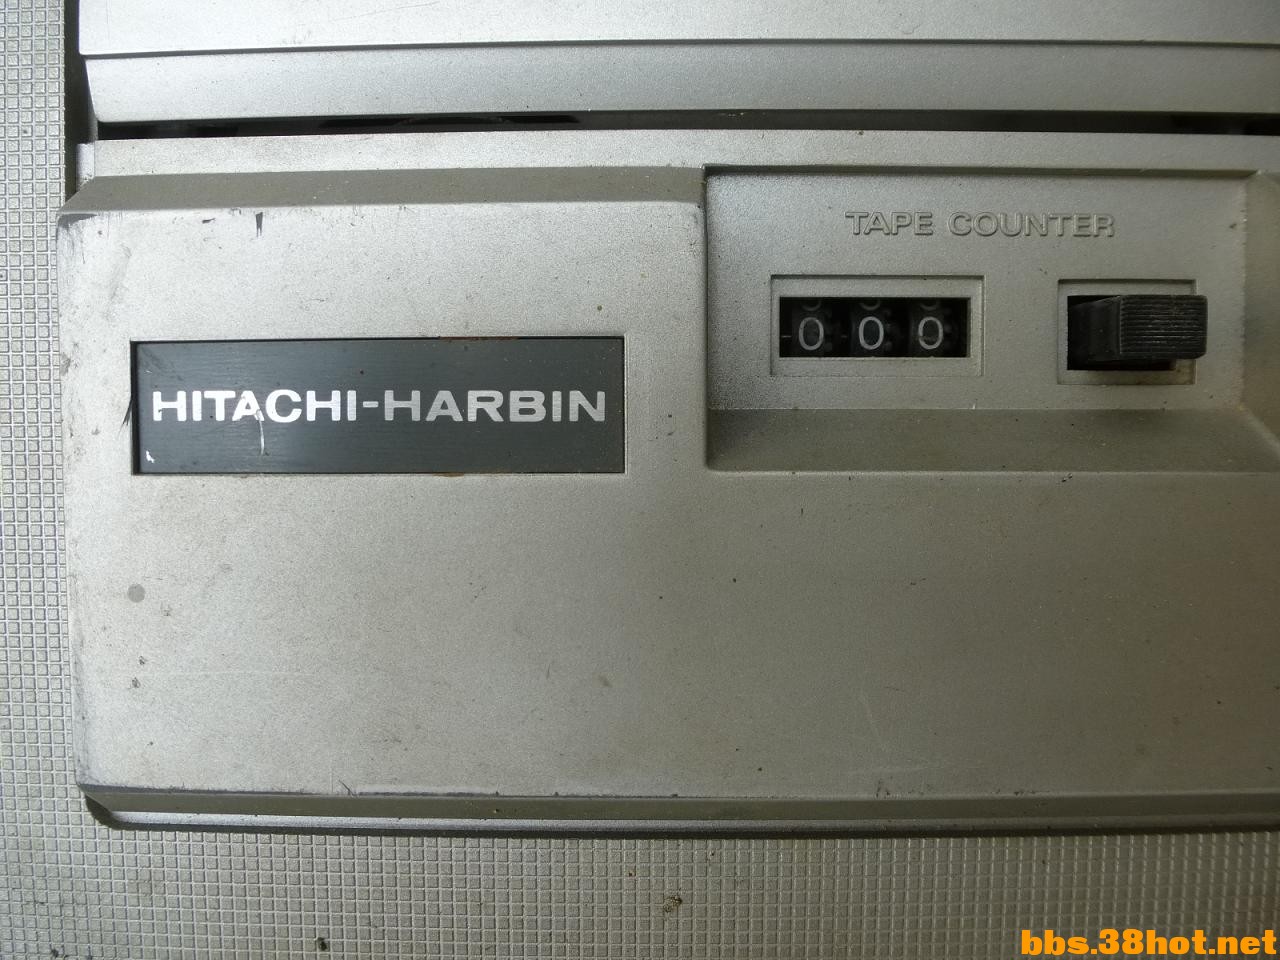 TAPE COUNTER
000
HITACHI-HARBIN
bbs.38hot.net